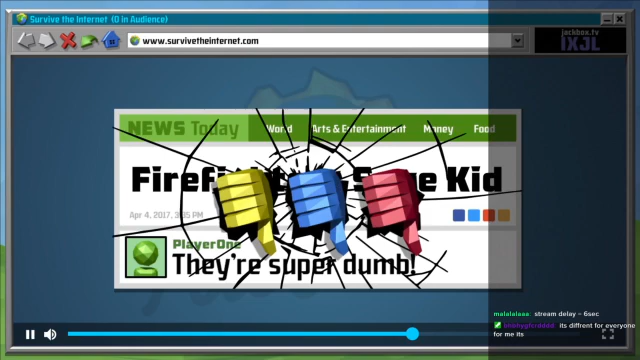 Survive the Internet (0 in Audience)
www.survivetheinternet.com
jackbox.tv
IXJL
NEWS Today
World
Arts & Entertainment
Money
Food
Kid
Apr 4, 2017, 3:35 PM
PlayerOne
They're super dumb!
malalalaaa: stream delay ~ 6sec
its diffrent for everyone
for me its